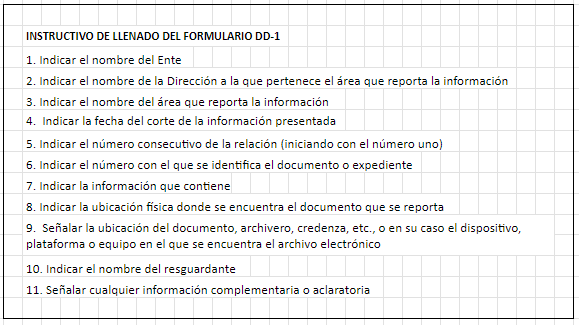 INSTRUCTIVO DE LLENADO DEL FORMULARIO DD-1
1. Indicar el nombre del Ente
2. Indicar el nombre de la Dirección a la que pertenece el área que reporta la información
3. Indicar el nombre del área que reporta la información
4. Indicar la fecha del corte de la información presentada
5. Indicar el número consecutivo de la relación (iniciando con el número uno)
6. Indicar el número con el que se identifica el documento o expediente
7. Indicar la información que contiene
8. Indicar la ubicación física donde se encuentra el documento que se reporta
9. Señalar la ubicación del documento, archivero, credenza, etc., o en su caso el dispositivo,
plataforma o equipo en el que se encuentra el archivo electrónico
10. Indicar el nombre del resguardante
11. Señalar cualquier información complementaria o aclaratoria